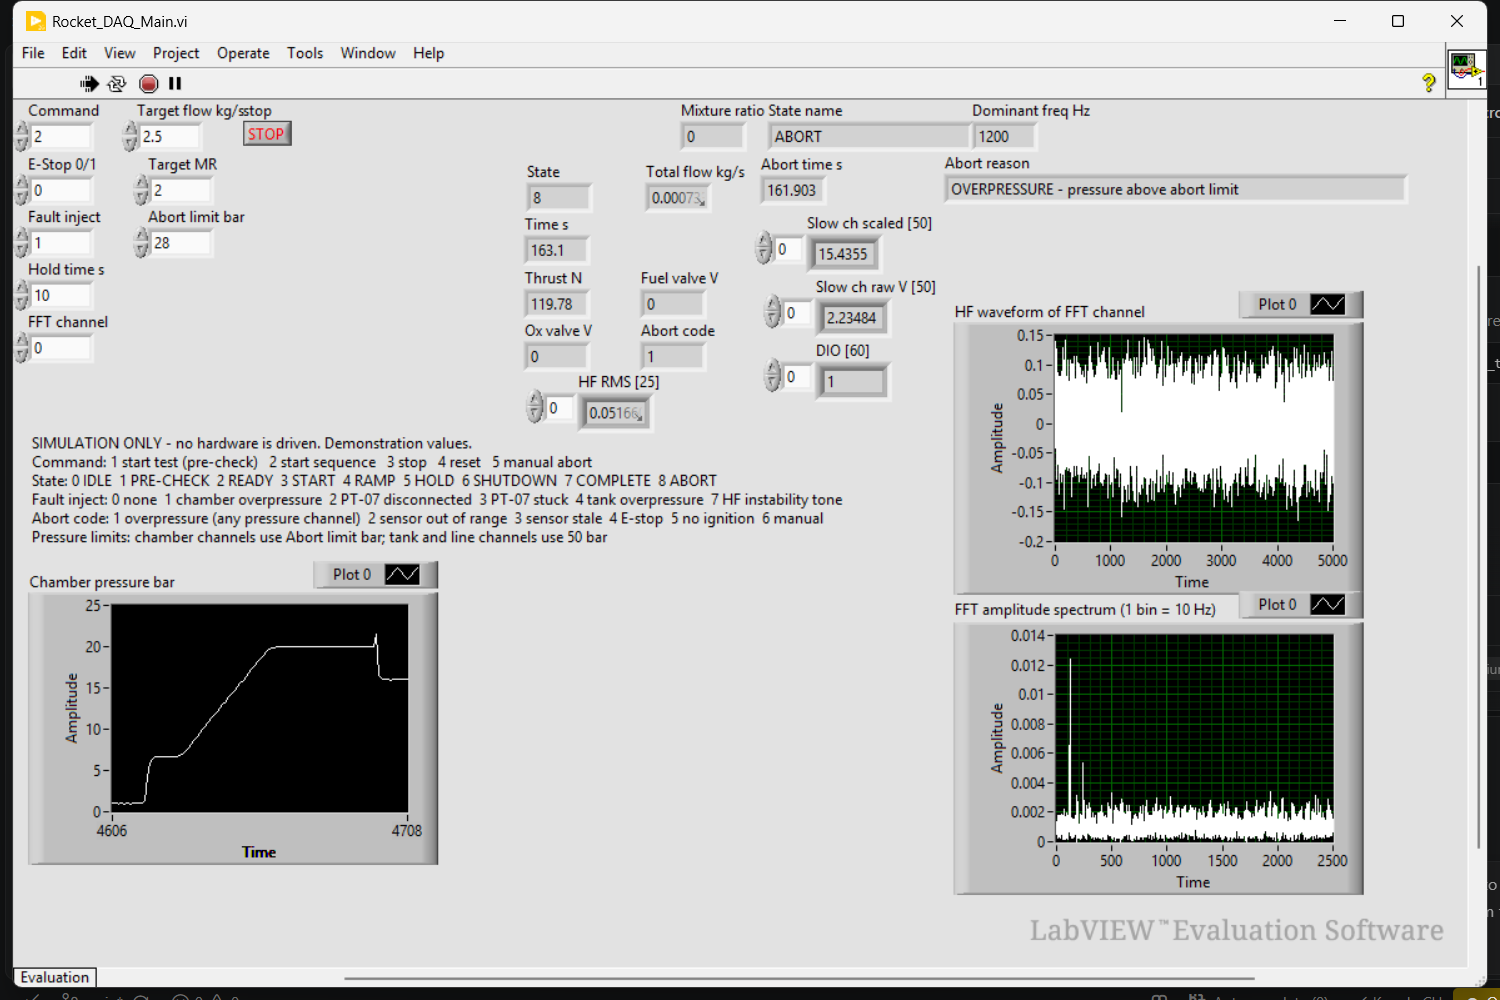 Rocket_DAQ_Main.vi
File Edit View Project Operate Tools Window Help
1
Command
2
Target flow kg/s
2.5
stop
STOP
E-Stop 0/1
0
Target MR
2
Fault inject
1
Abort limit bar
28
Hold time s
10
FFT channel
0
Mixture ratio
0
State name
ABORT
Dominant freq Hz
1200
State
8
Total flow kg/s
0.00073
Abort time s
161.903
Abort reason
OVERPRESSURE - pressure above abort limit
Time s
163.1
Slow ch scaled [50]
0
15.4355
Thrust N
119.78
Fuel valve V
0
Slow ch raw V [50]
0
2.23484
Ox valve V
0
Abort code
1
DIO [60]
0
1
HF RMS [25]
0
0.05166
SIMULATION ONLY - no hardware is driven. Demonstration values.
Command: 1 start test (pre-check) 2 start sequence 3 stop 4 reset 5 manual abort
State: 0 IDLE 1 PRE-CHECK 2 READY 3 START 4 RAMP 5 HOLD 6 SHUTDOWN 7 COMPLETE 8 ABORT
Fault inject: 0 none 1 chamber overpressure 2 PT-07 disconnected 3 PT-07 stuck 4 tank overpressure 7 HF instability tone
Abort code: 1 overpressure (any pressure channel) 2 sensor out of range 3 sensor stale 4 E-stop 5 no ignition 6 manual
Pressure limits: chamber channels use Abort limit bar; tank and line channels use 50 bar
Chamber pressure bar
Plot 0
Amplitude
25
20
15
10
5
0
4606 4708
Time
HF waveform of FFT channel
Plot 0
Amplitude
0.15
0.1
0.05
0
-0.05
-0.1
-0.15
-0.2
0 1000 2000 3000 4000 5000
Time
FFT amplitude spectrum (1 bin = 10 Hz)
Plot 0
Amplitude
0.014
0.012
0.01
0.008
0.006
0.004
0.002
0
0 500 1000 1500 2000 2500
Time
LabVIEW™ Evaluation Software
Evaluation